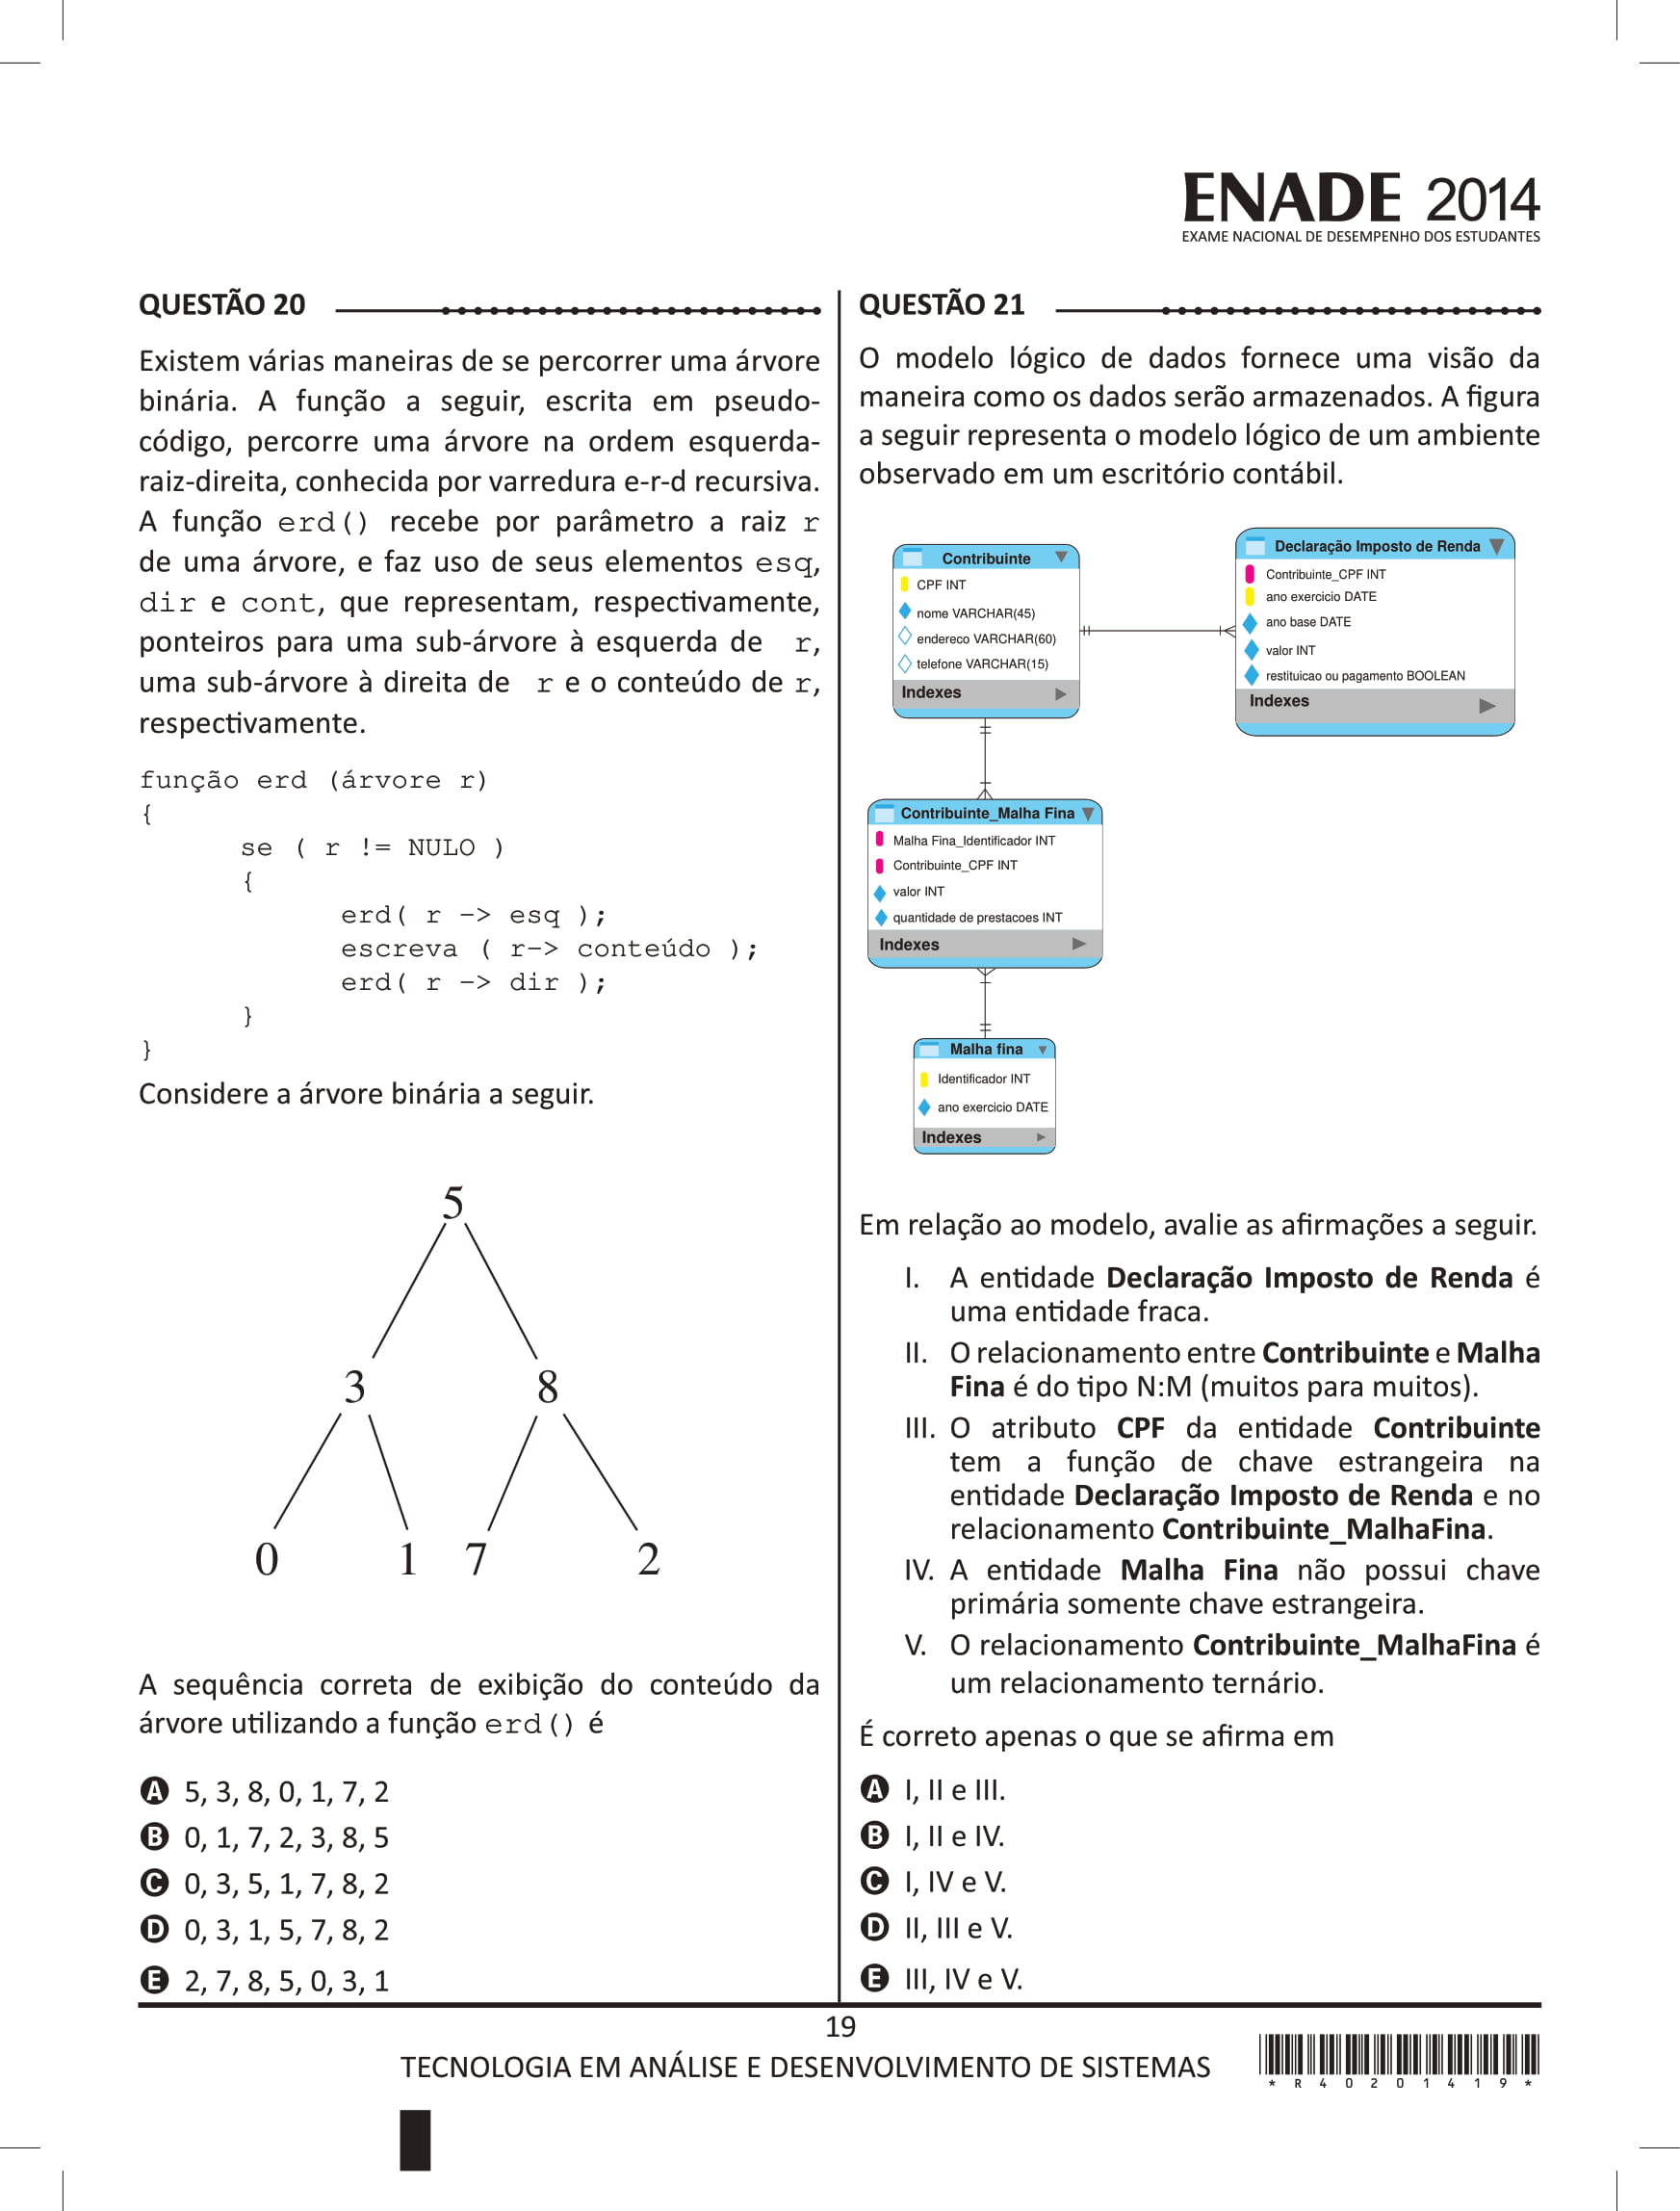 ENADE 2014
EXAME NACIONAL DE DESEMPENHO DOS ESTUDANTES
QUESTÃO 20
Existem várias maneiras de se percorrer uma árvore
binária. A função a seguir, escrita em pseudo-
código, percorre uma árvore na ordem esquerda-
raiz-direita, conhecida por varredura e-r-d recursiva.
A função erd() recebe por parâmetro a raiz r
de uma árvore, e faz uso de seus elementos esq,
dir e cont, que representam, respectivamente,
ponteiros para uma sub-árvore à esquerda de r,
uma sub-árvore à direita de r e o conteúdo de r,
respectivamente.
função erd (árvore r)
{
se ( r != NULO )
{
erd( r -> esq );
escreva ( r-> conteúdo );
erd( r -> dir );
}
}
Considere a árvore binária a seguir.
5
3 8
0 1 7 2
A sequência correta de exibição do conteúdo da
árvore utilizando a função erd() é
A 5, 3, 8, 0, 1, 7, 2
B 0, 1, 7, 2, 3, 8, 5
C 0, 3, 5, 1, 7, 8, 2
D 0, 3, 1, 5, 7, 8, 2
E 2, 7, 8, 5, 0, 3, 1
QUESTÃO 21
O modelo lógico de dados fornece uma visão da
maneira como os dados serão armazenados. A figura
a seguir representa o modelo lógico de um ambiente
observado em um escritório contábil.
Contribuinte
CPF INT
nome VARCHAR(45)
endereco VARCHAR(60)
telefone VARCHAR(15)
Indexes
Declaração Imposto de Renda
Contribuinte_CPF INT
ano exercicio DATE
ano base DATE
valor INT
restituicao ou pagamento BOOLEAN
Indexes
Contribuinte_Malha Fina
Malha Fina_Identificador INT
Contribuinte_CPF INT
valor INT
quantidade de prestacoes INT
Indexes
Malha fina
Identificador INT
ano exercicio DATE
Indexes
Em relação ao modelo, avalie as afirmações a seguir.
I. A entidade Declaração Imposto de Renda é
uma entidade fraca.
II. O relacionamento entre Contribuinte e Malha
Fina é do tipo N:M (muitos para muitos).
III. O atributo CPF da entidade Contribuinte
tem a função de chave estrangeira na
entidade Declaração Imposto de Renda e no
relacionamento Contribuinte_MalhaFina.
IV. A entidade Malha Fina não possui chave
primária somente chave estrangeira.
V. O relacionamento Contribuinte_MalhaFina é
um relacionamento ternário.
É correto apenas o que se afirma em
A I, II e III.
B I, II e IV.
C I, IV e V.
D II, III e V.
E III, IV e V.
19
TECNOLOGIA EM ANÁLISE E DESENVOLVIMENTO DE SISTEMAS
* R 4 0 2 0 1 4 1 9 *